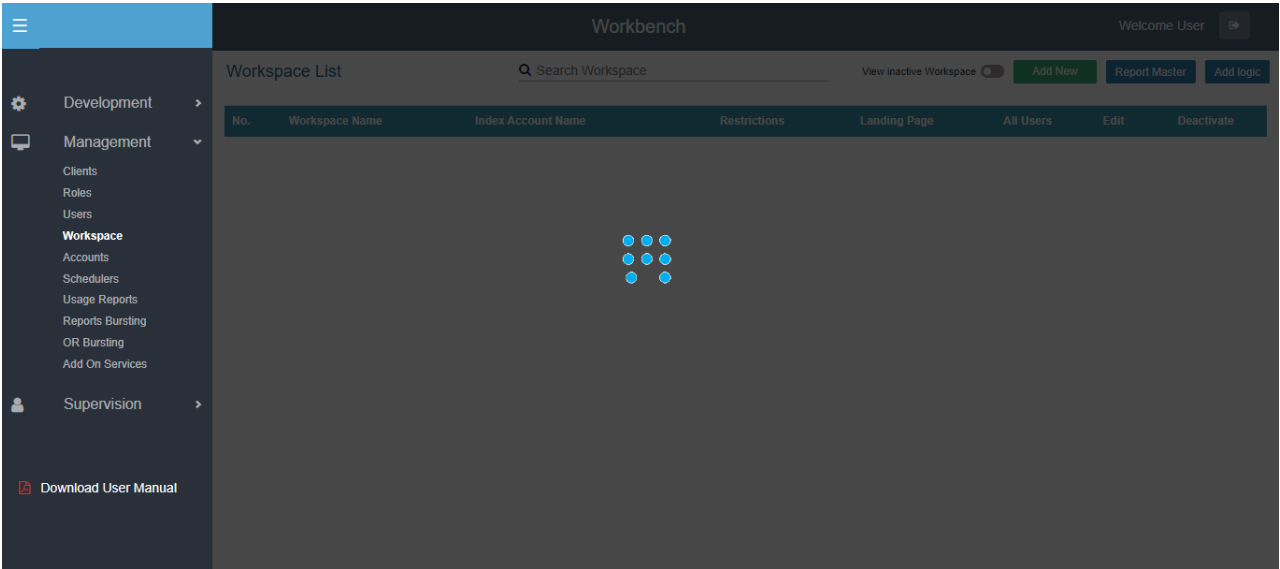 Workbench
Welcome User
Workspace List
Search Workspace
View inactive Workspace
Add New
Report Master
Add logic
No. Workspace Name Index Account Name Restrictions Landing Page All Users Edit Deactivate
Development
Management
Clients
Roles
Users
Workspace
Accounts
Schedulers
Usage Reports
Reports Bursting
OR Bursting
Add On Services
Supervision
Download User Manual